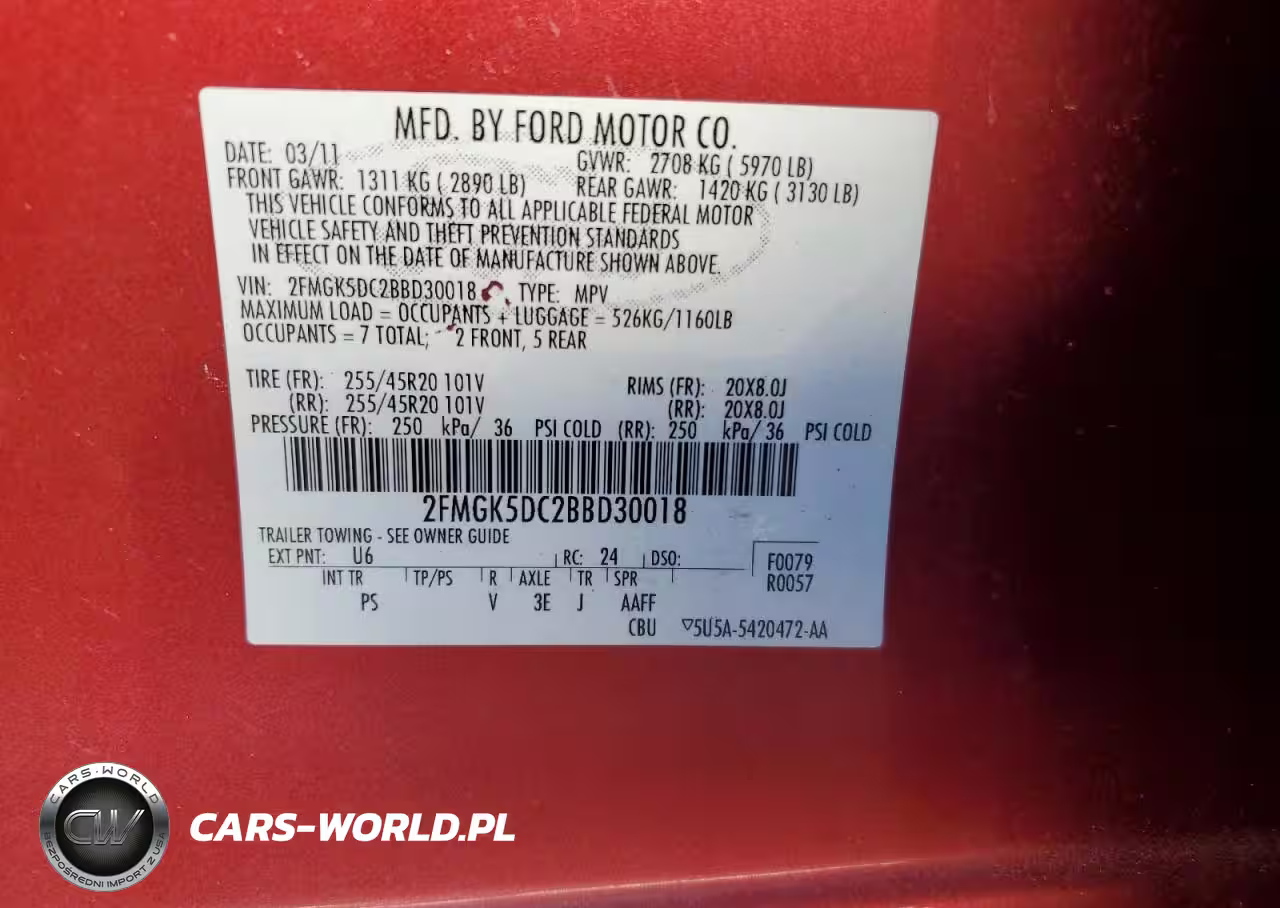 MFD. BY FORD MOTOR CO.
DATE: 03/11 GVWR: 2708 KG ( 5970 LB)
FRONT GAWR: 1311 KG ( 2890 LB) REAR GAWR: 1420 KG ( 3130 LB)
THIS VEHICLE CONFORMS TO ALL APPLICABLE FEDERAL MOTOR
VEHICLE SAFETY AND THEFT PREVENTION STANDARDS
IN EFFECT ON THE DATE OF MANUFACTURE SHOWN ABOVE.
VIN: 2FMGK5DC2BBD30018 TYPE: MPV
MAXIMUM LOAD = OCCUPANTS + LUGGAGE = 526KG/1160LB
OCCUPANTS = 7 TOTAL; 2 FRONT, 5 REAR
TIRE (FR): 255/45R20 101V RIMS (FR): 20X8.0J
(RR): 255/45R20 101V (RR): 20X8.0J
PRESSURE (FR): 250 kPa/ 36 PSI COLD (RR): 250 kPa/ 36 PSI COLD
2FMGK5DC2BBD30018
TRAILER TOWING - SEE OWNER GUIDE
EXT PNT: U6 RC: 24 DSO: F0079
INT TR TP/PS R AXLE TR SPR R0057
PS V 3E J AAFF
CBU ▽5U5A-5420472-AA
CARS-WORLD
CW
BEZPOŚREDNI IMPORT Z USA
CARS-WORLD.PL